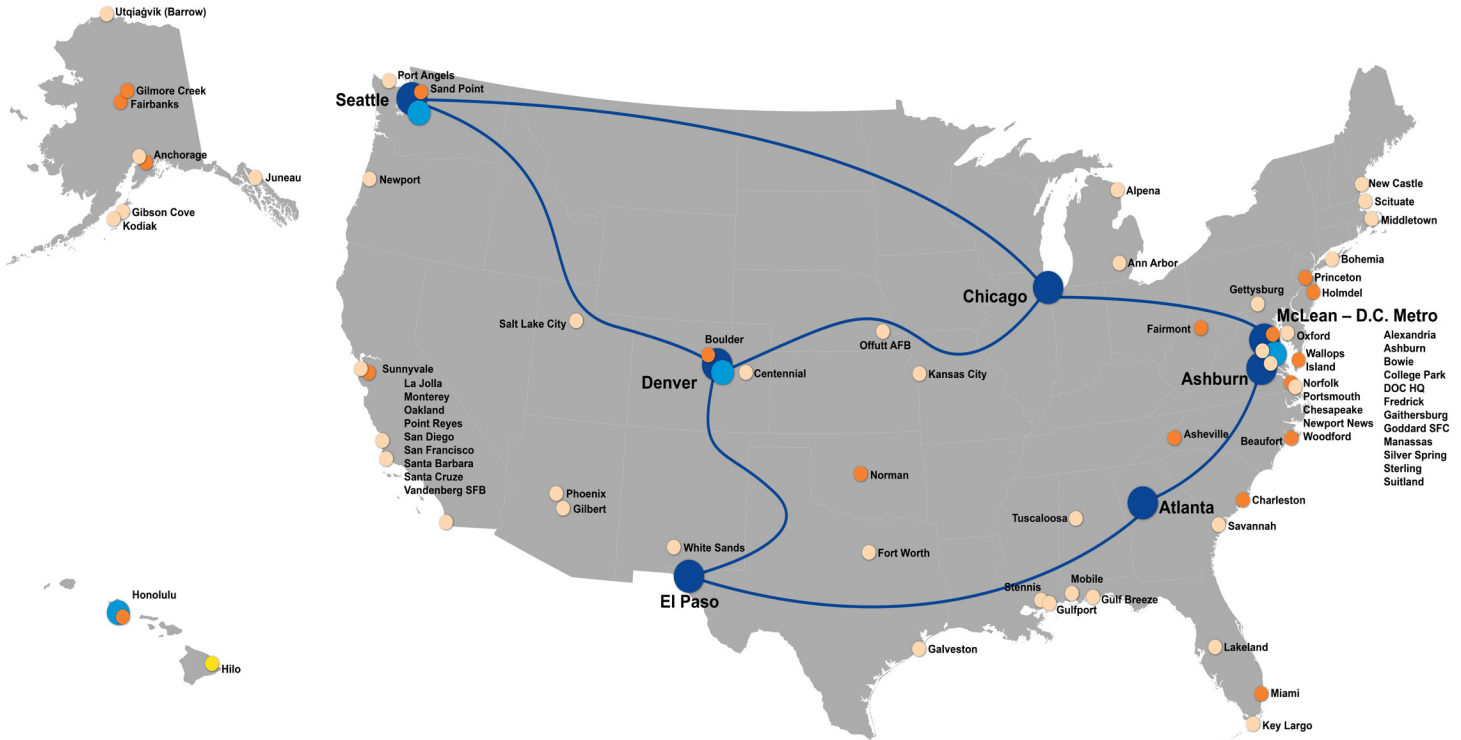 Utqiaġvik (Barrow)
Gilmore Creek
Fairbanks
Anchorage
Juneau
Gibson Cove
Kodiak
Honolulu
Hilo
Port Angels
Sand Point
Seattle
Newport
Salt Lake City
Boulder
Denver
Centennial
Offutt AFB
Kansas City
Chicago
Alpena
Ann Arbor
New Castle
Scituate
Middletown
Bohemia
Princeton
Holmdel
Gettysburg
McLean – D.C. Metro
Fairmont
Oxford
Wallops
Island
Ashburn
Norfolk
Portsmouth
Chesapeake
Newport News
Woodford
Beaufort
Alexandria
Ashburn
Bowie
College Park
DOC HQ
Fredrick
Gaithersburg
Goddard SFC
Manassas
Silver Spring
Sterling
Suitland
Sunnyvale
La Jolla
Monterey
Oakland
Point Reyes
San Diego
San Francisco
Santa Barbara
Santa Cruze
Vandenberg SFB
Phoenix
Gilbert
White Sands
El Paso
Norman
Fort Worth
Galveston
Asheville
Atlanta
Tuscaloosa
Charleston
Savannah
Stennis
Gulfport
Mobile
Gulf Breeze
Lakeland
Miami
Key Largo